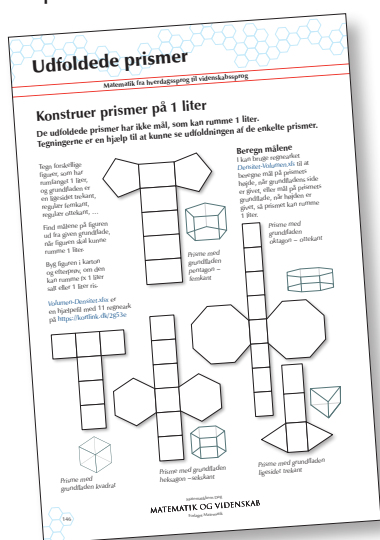 Udfoldede prismer
Matematik fra hverdagssprog til videnskabssprog
Konstruer prismer på 1 liter
De udfoldede prismer har ikke mål, som kan rumme 1 liter.
Tegningerne er en hjælp til at kunne se udfoldningen af de enkelte prismer.
Tegn forskellige
figurer, som har
rumfanget 1 liter,
og grundfladen er
en ligesidet trekant,
regulær femkant,
regulær ottekant, …
Find målene på figuren
ud fra given grundflade,
når figuren skal kunne
rumme 1 liter.
Byg figuren i karton
og efterprøv, om den
kan rumme fx 1 liter
salt eller 1 liter ris.
Volumen-Densitet.xlsx er
en hjælpefil med 11 regneark
på https://kortlink.dk/2g53e
Beregn målene
I kan bruge regnearket
Densitet-Volumen.xls til at
beregne mål på prismets
højde, når grundfladens side
er givet, eller mål på prismets
grundflade, når højden er
givet, så prismet kan rumme
1 liter.
Prisme med
grundfladen
pentagon –
femkant
Prisme med
grundfladen
oktagon – ottekant
Prisme med
grundfladen kvadrat
Prisme med grundfladen
heksagon – sekskant
Prisme med grundfladen
ligesidet trekant
146
MATEMATIK OG VIDENSKAB
Forlaget Matematik